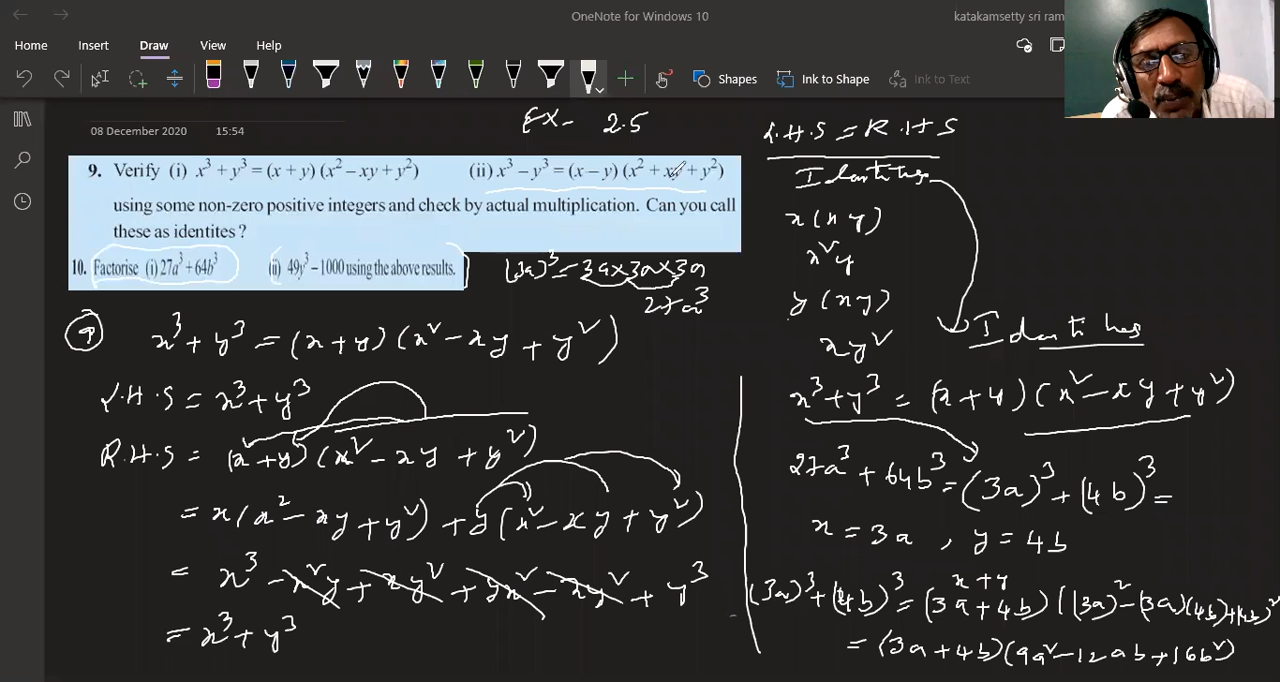 OneNote for Windows 10
katakamsetty sri ram
Home Insert Draw View Help
Shapes Ink to Shape Ink to Text
08 December 2020 15:54
EX- 2.5
9. Verify (i) x³ + y³ = (x + y) (x² − xy + y²) (ii) x³ − y³ = (x − y) (x² + xy + y²)
using some non-zero positive integers and check by actual multiplication. Can you call
these as identites ?
10. Factorise (i) 27a³ + 64b³ (ii) 49y³ − 1000 using the above results.
(3a)³ = 3a×3a×3a
27a³
9 x³ + y³ = (x+y) (x² − xy + y²)
L.H.S = x³ + y³
R.H.S = (x+y) (x² − xy + y²)
= x(x² − xy + y²) + y(x² − xy + y²)
= x³ − x²y + xy² + yx² − xy² + y³
= x³ + y³
L.H.S = R.H.S
Identities
x(xy)
x²y
y(xy)
xy²
Identities
x³ + y³ = (x+y) (x² − xy + y²)
27a³ + 64b³ = (3a)³ + (4b)³ =
x = 3a , y = 4b
x+y
(3a)³ + (4b)³ = (3a + 4b) ((3a)² − (3a)(4b) + (4b)²
= (3a + 4b) (9a² − 12ab + 16b²)